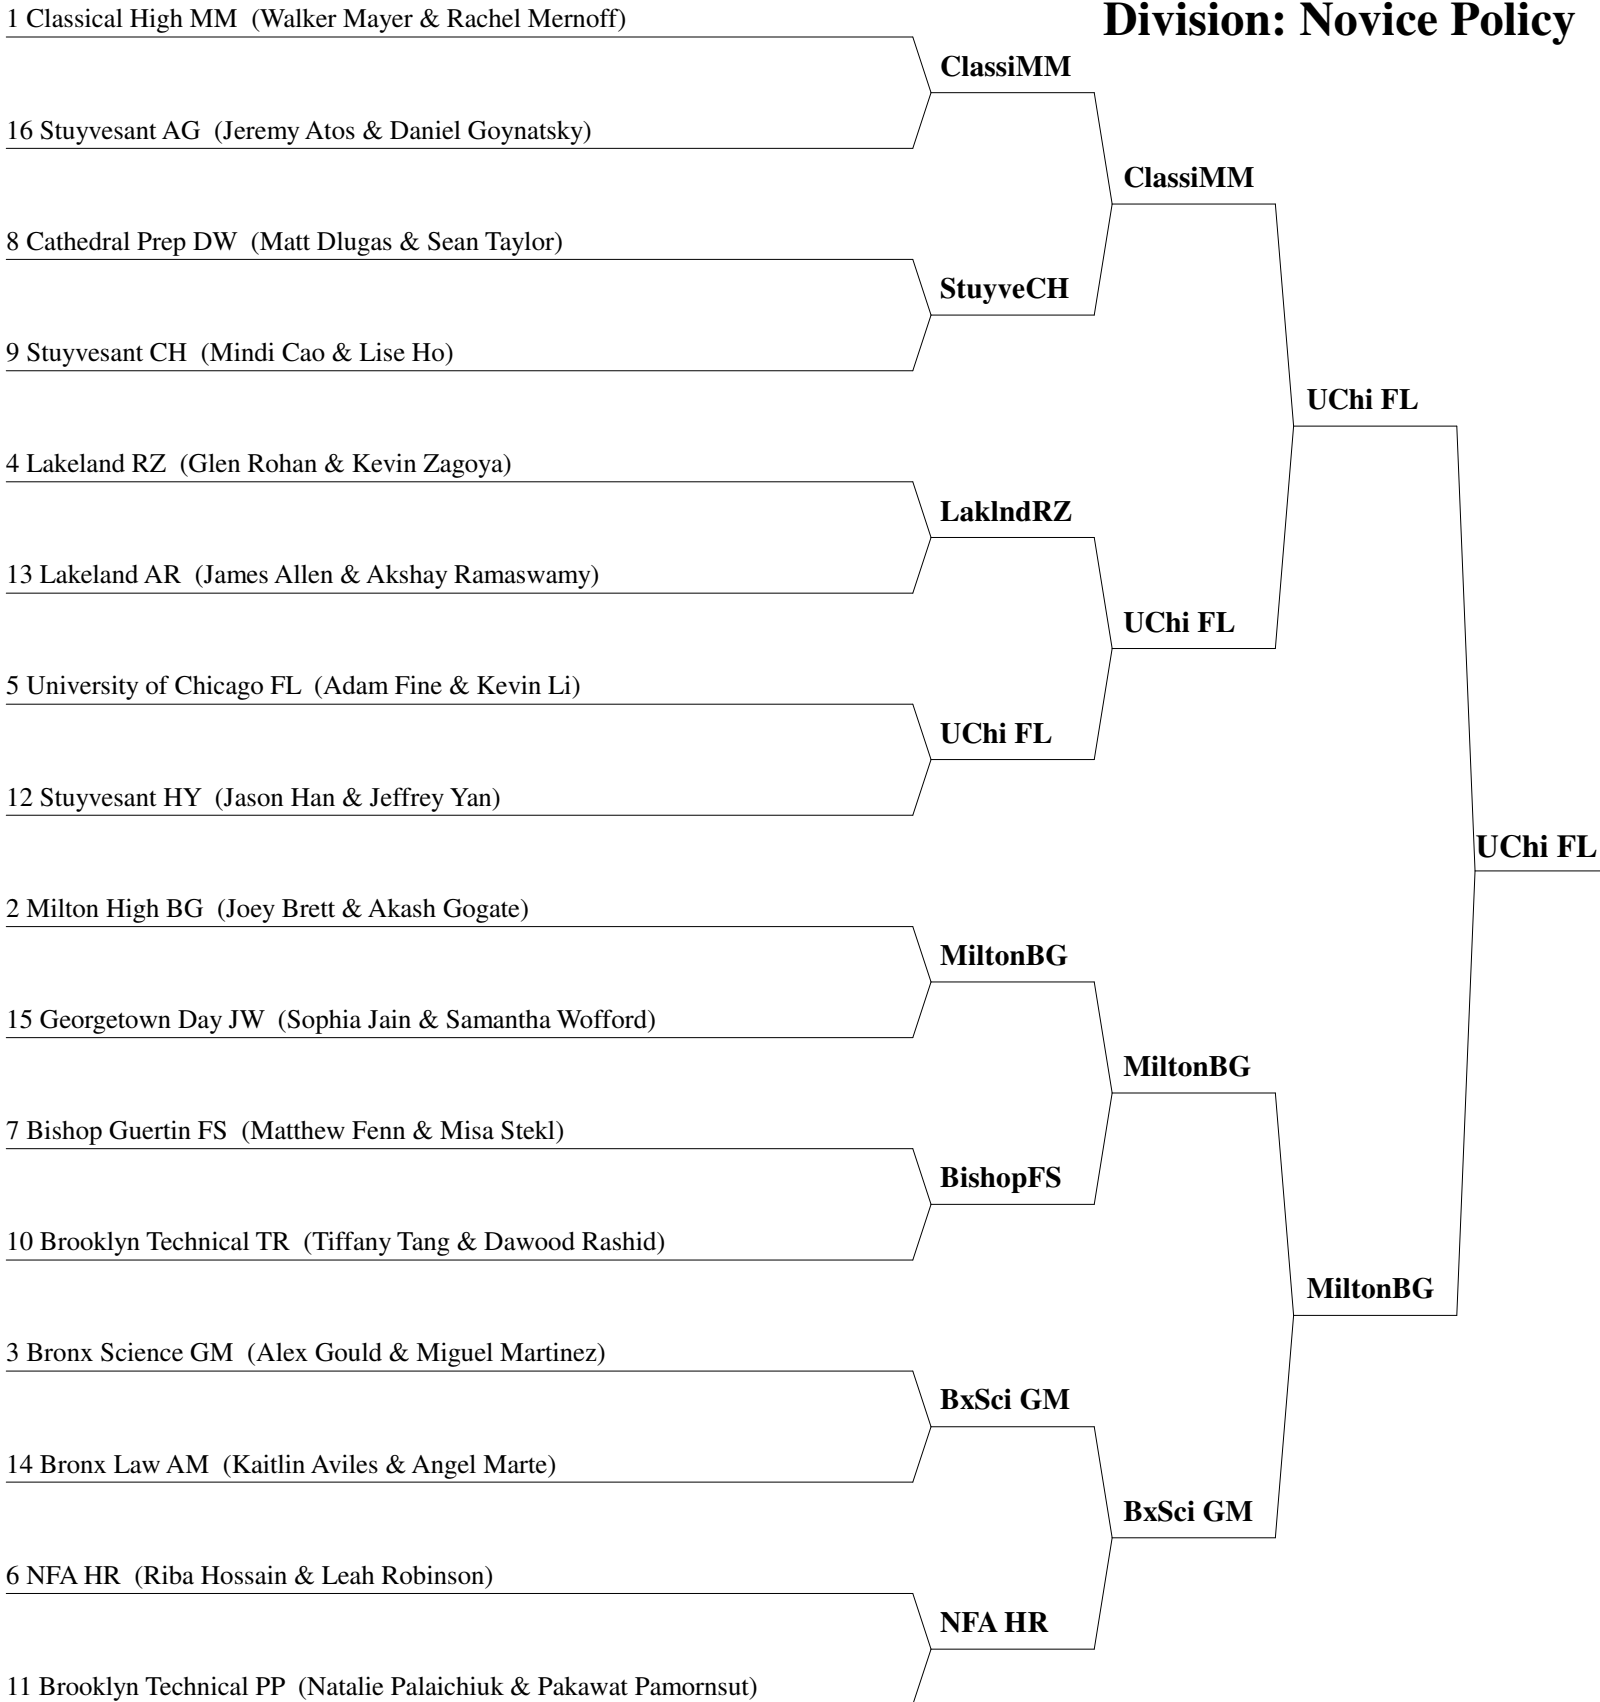 Division: Novice Policy
1 Classical High MM (Walker Mayer & Rachel Mernoff)
ClassiMM
16 Stuyvesant AG (Jeremy Atos & Daniel Goynatsky)
ClassiMM
8 Cathedral Prep DW (Matt Dlugas & Sean Taylor)
StuyveCH
9 Stuyvesant CH (Mindi Cao & Lise Ho)
UChi FL
4 Lakeland RZ (Glen Rohan & Kevin Zagoya)
LaklndRZ
13 Lakeland AR (James Allen & Akshay Ramaswamy)
UChi FL
5 University of Chicago FL (Adam Fine & Kevin Li)
UChi FL
12 Stuyvesant HY (Jason Han & Jeffrey Yan)
UChi FL
2 Milton High BG (Joey Brett & Akash Gogate)
MiltonBG
15 Georgetown Day JW (Sophia Jain & Samantha Wofford)
MiltonBG
7 Bishop Guertin FS (Matthew Fenn & Misa Stekl)
BishopFS
10 Brooklyn Technical TR (Tiffany Tang & Dawood Rashid)
MiltonBG
3 Bronx Science GM (Alex Gould & Miguel Martinez)
BxSci GM
14 Bronx Law AM (Kaitlin Aviles & Angel Marte)
BxSci GM
6 NFA HR (Riba Hossain & Leah Robinson)
NFA HR
11 Brooklyn Technical PP (Natalie Palaichiuk & Pakawat Pamornsut)